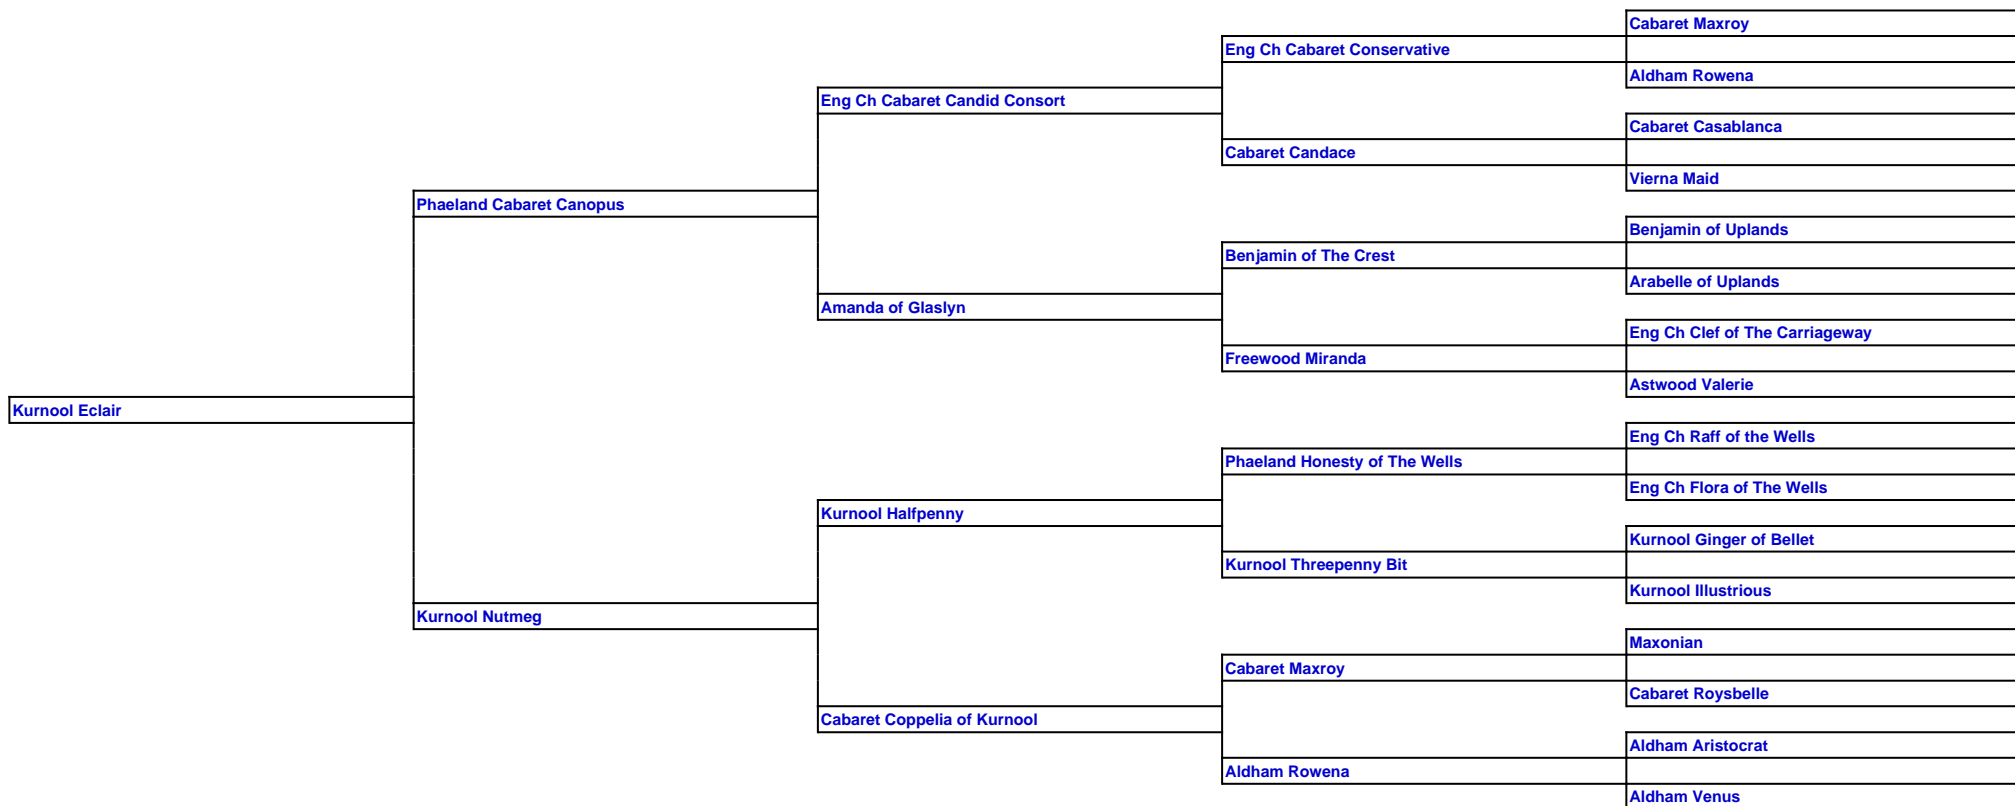 Cabaret Maxroy
Eng Ch Cabaret Conservative
Aldham Rowena
Eng Ch Cabaret Candid Consort
Cabaret Casablanca
Cabaret Candace
Vierna Maid
Phaeland Cabaret Canopus
Benjamin of Uplands
Benjamin of The Crest
Arabelle of Uplands
Amanda of Glaslyn
Eng Ch Clef of The Carriageway
Freewood Miranda
Astwood Valerie
Kurnool Eclair
Eng Ch Raff of the Wells
Phaeland Honesty of The Wells
Eng Ch Flora of The Wells
Kurnool Halfpenny
Kurnool Ginger of Bellet
Kurnool Threepenny Bit
Kurnool Illustrious
Kurnool Nutmeg
Maxonian
Cabaret Maxroy
Cabaret Roysbelle
Cabaret Coppelia of Kurnool
Aldham Aristocrat
Aldham Rowena
Aldham Venus